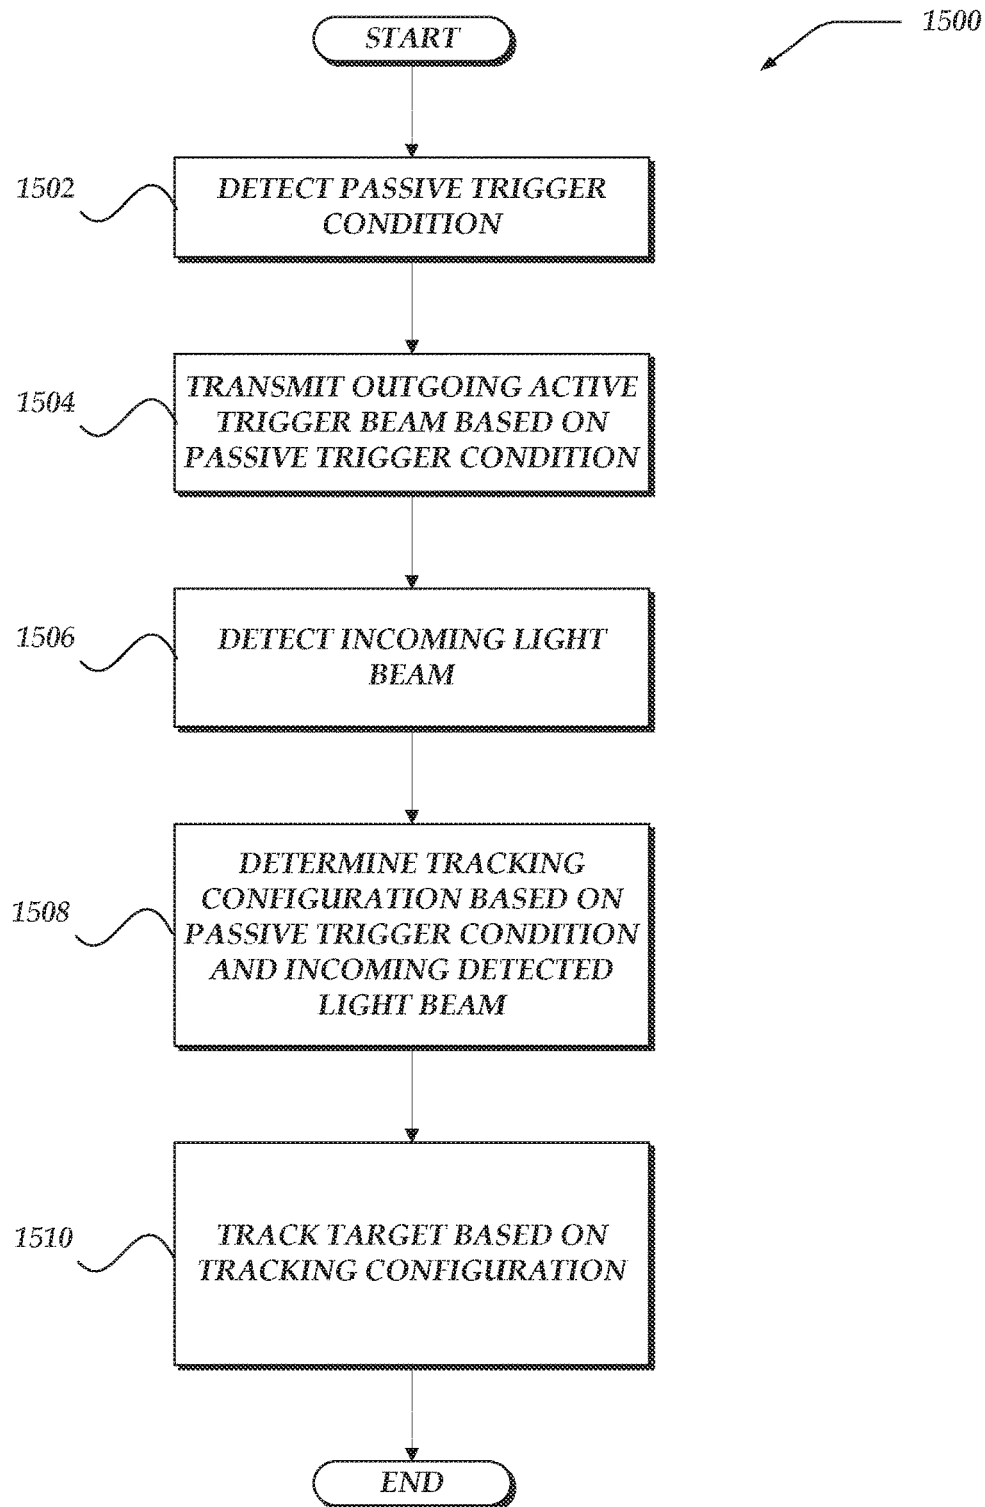 START
1500
1502
DETECT PASSIVE TRIGGER
CONDITION
1504
TRANSMIT OUTGOING ACTIVE
TRIGGER BEAM BASED ON
PASSIVE TRIGGER CONDITION
1506
DETECT INCOMING LIGHT
BEAM
1508
DETERMINE TRACKING
CONFIGURATION BASED ON
PASSIVE TRIGGER CONDITION
AND INCOMING DETECTED
LIGHT BEAM
1510
TRACK TARGET BASED ON
TRACKING CONFIGURATION
END